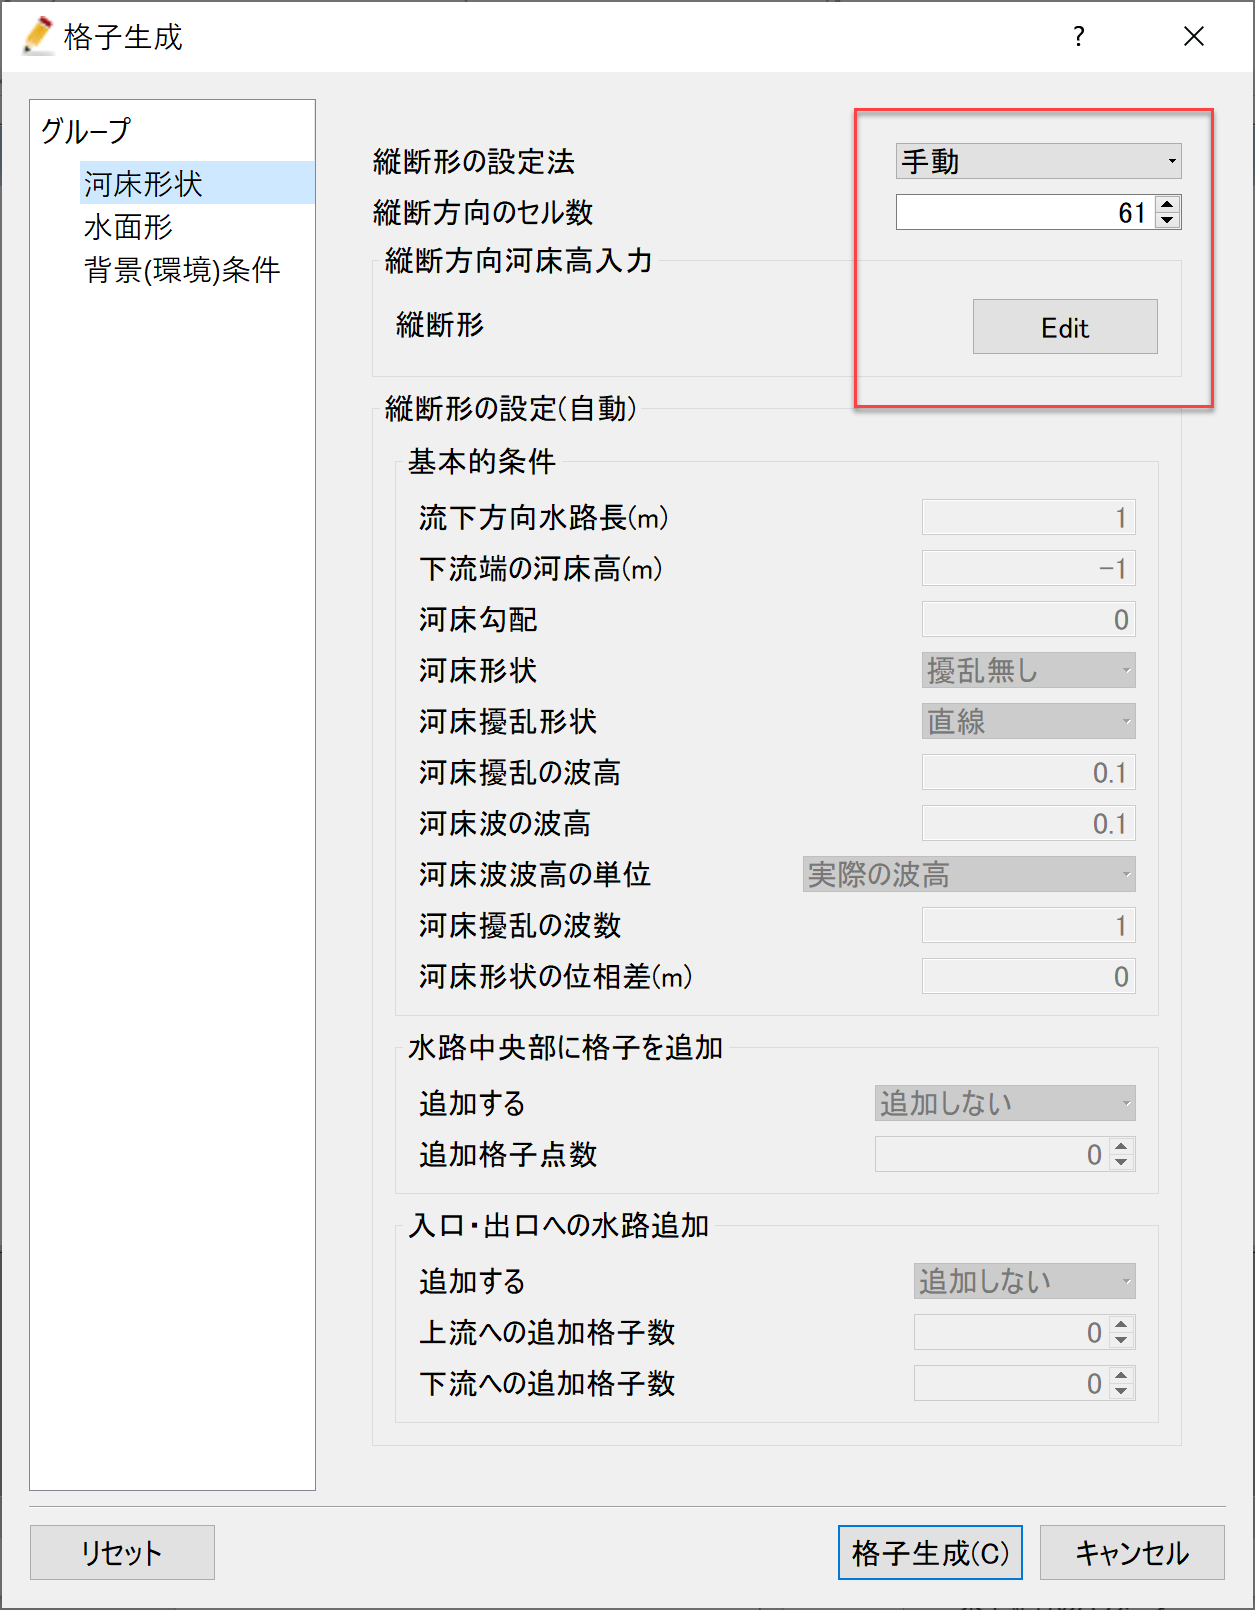 格子生成
?
グループ
河床形状
水面形
背景(環境)条件
縦断形の設定法
手動
縦断方向のセル数
61
縦断方向河床高入力
縦断形
Edit
縦断形の設定(自動)
基本的条件
流下方向水路長(m)
1
下流端の河床高(m)
-1
河床勾配
0
河床形状
擾乱無し
河床擾乱形状
直線
河床擾乱の波高
0.1
河床波の波高
0.1
河床波波高の単位
実際の波高
河床擾乱の波数
1
河床形状の位相差(m)
0
水路中央部に格子を追加
追加する
追加しない
追加格子点数
0
入口・出口への水路追加
追加する
追加しない
上流への追加格子数
0
下流への追加格子数
0
リセット
格子生成(C)
キャンセル